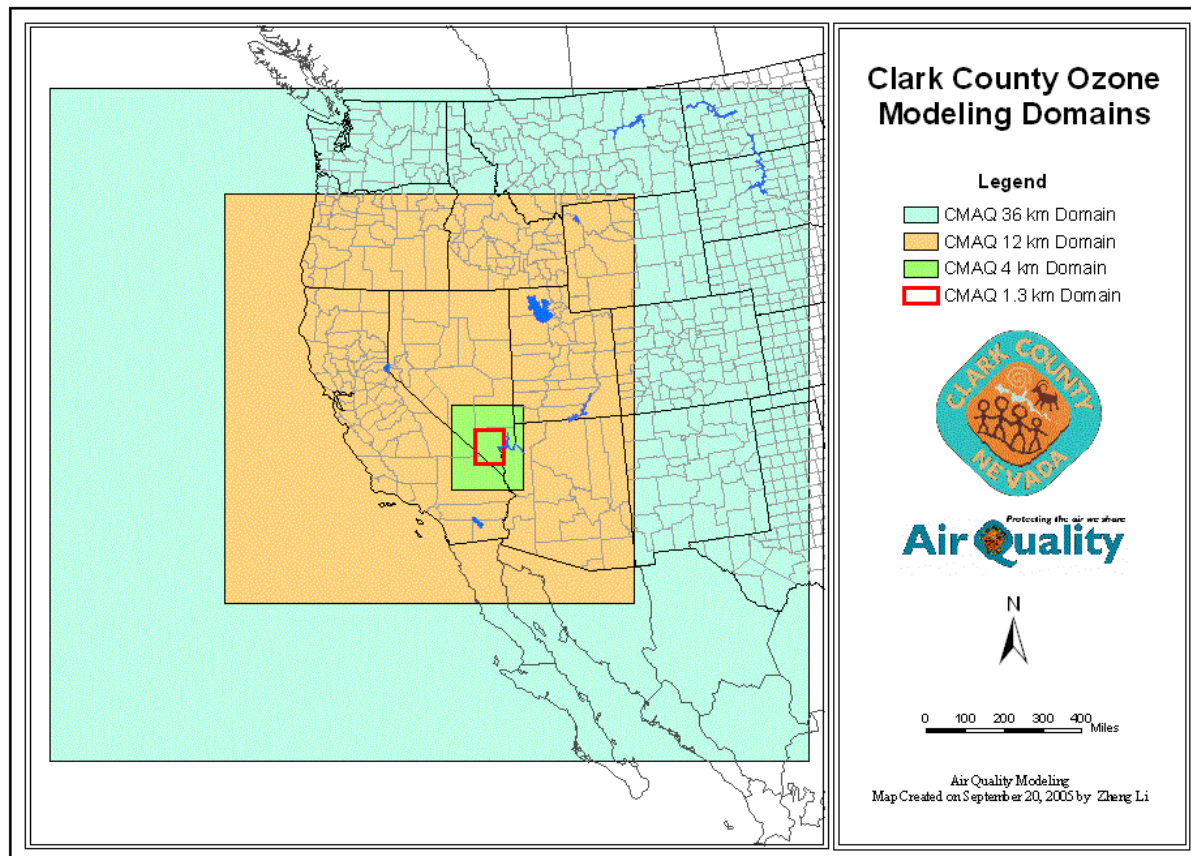 Clark County Ozone
Modeling Domains
Legend
CMAQ 36 km Domain
CMAQ 12 km Domain
CMAQ 4 km Domain
CMAQ 1.3 km Domain
CLARK COUNTY
NEVADA
Protecting the air we share
Air Quality
N
0 100 200 300 400
Miles
Air Quality Modeling
Map Created on September 20, 2005 by Zheng Li